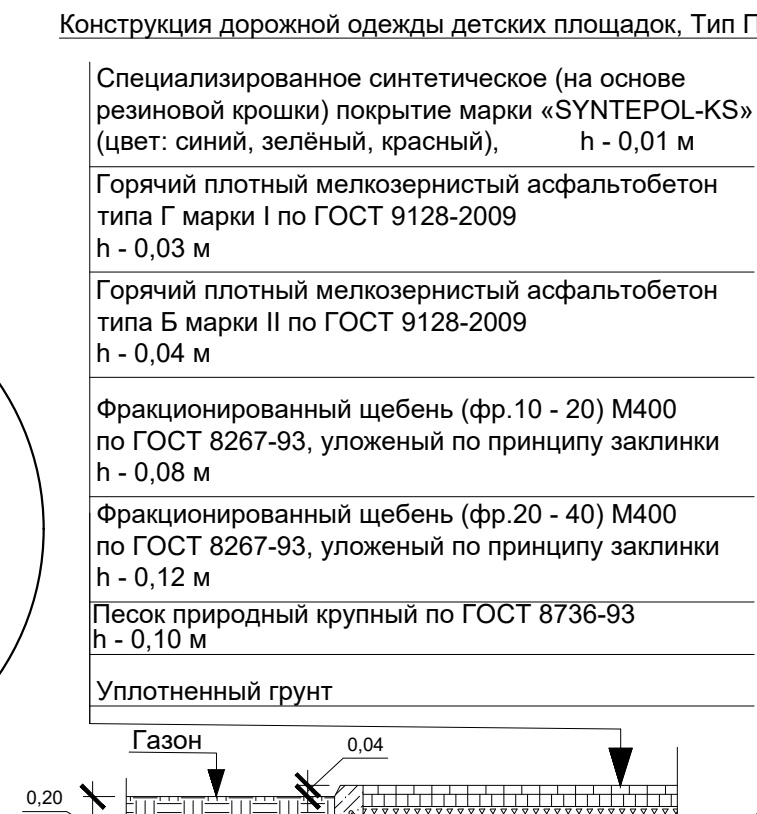 Конструкция дорожной одежды детских площадок, Тип П
Специализированное синтетическое (на основе
резиновой крошки) покрытие марки «SYNTEPOL-KS»
(цвет: синий, зелёный, красный), h - 0,01 м
Горячий плотный мелкозернистый асфальтобетон
типа Г марки I по ГОСТ 9128-2009
h - 0,03 м
Горячий плотный мелкозернистый асфальтобетон
типа Б марки II по ГОСТ 9128-2009
h - 0,04 м
Фракционированный щебень (фр.10 - 20) М400
по ГОСТ 8267-93, уложеный по принципу заклинки
h - 0,08 м
Фракционированный щебень (фр.20 - 40) М400
по ГОСТ 8267-93, уложеный по принципу заклинки
h - 0,12 м
Песок природный крупный по ГОСТ 8736-93
h - 0,10 м
Уплотненный грунт
Газон
0,04
0,20